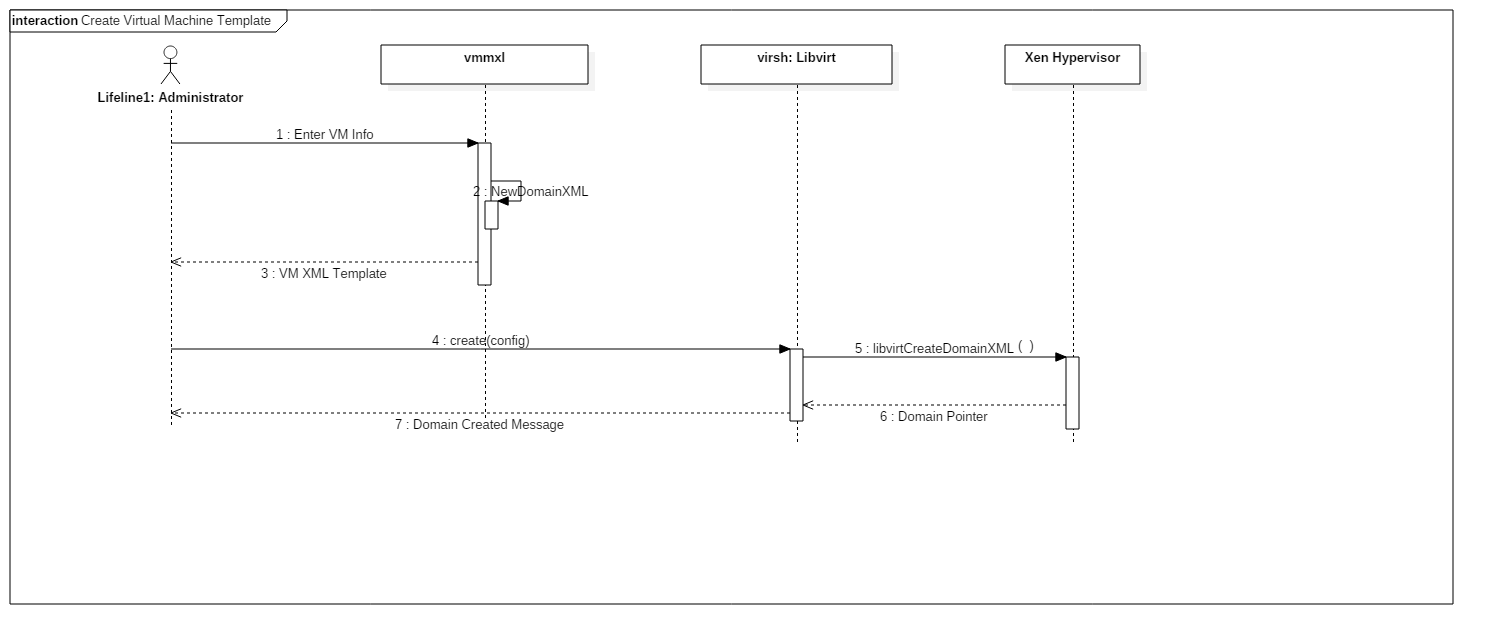 interaction Create Virtual Machine Template
vmmxl
virsh: Libvirt
Xen Hypervisor
Lifeline1: Administrator
1 : Enter VM Info
2 : NewDomainXML
3 : VM XML Template
4 : create(config)
5 : libvirtCreateDomainXML ( )
6 : Domain Pointer
7 : Domain Created Message